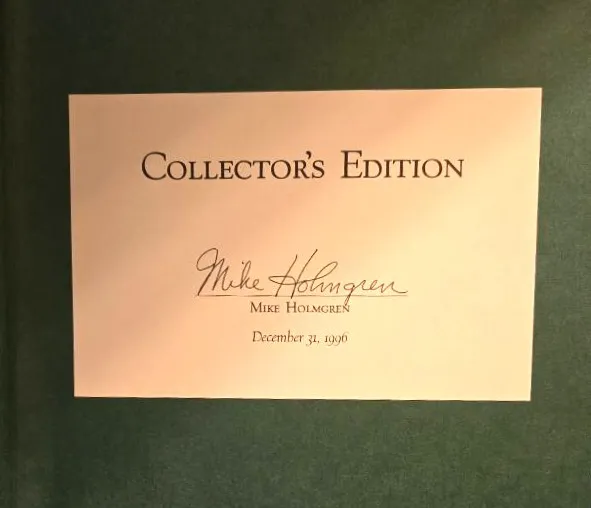 COLLECTOR'S EDITION
Mike Holmgren
MIKE HOLMGREN
December 31, 1996